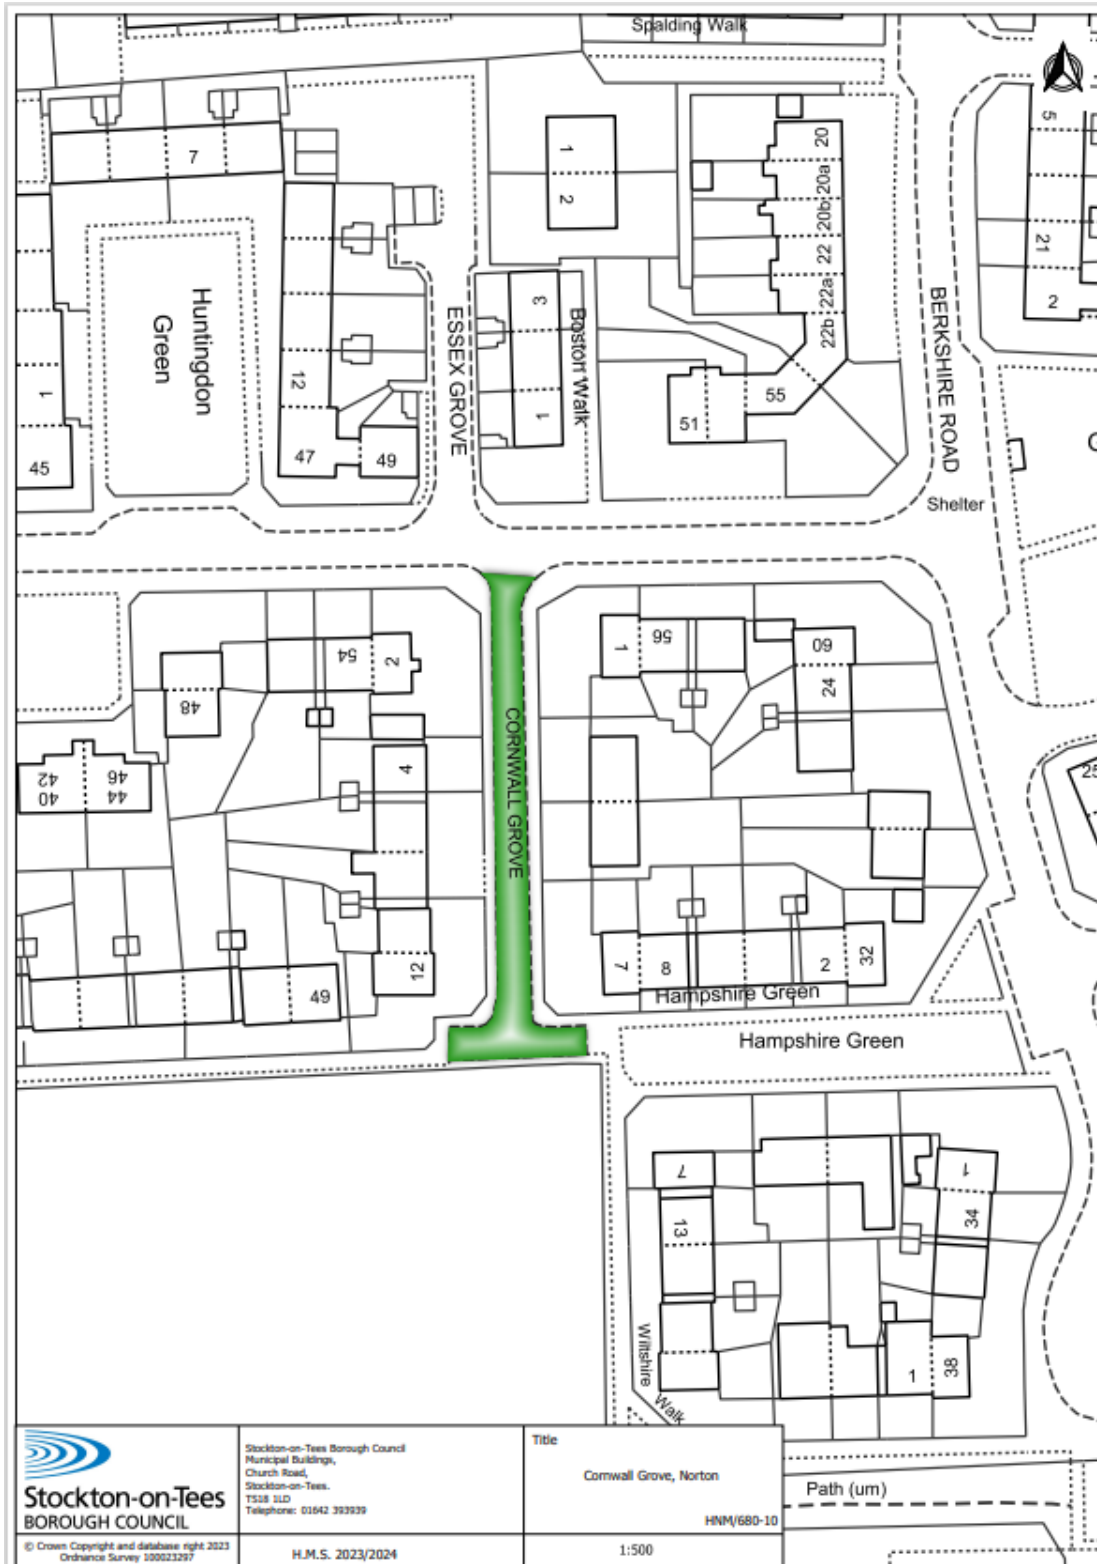 Spalding Walk
5
21
2
7
1
2
20
20a
20b
22
22a
22b
BERKSHIRE ROAD
Huntingdon
Green
ESSEX GROVE
3
1
Boston Walk
12
1
45
47
49
51
55
Shelter
54
2
48
1
56
60
24
25
42
40
46
44
4
CORNWALL GROVE
12
49
7
8
2
32
Hampshire Green
Hampshire Green
7
13
1
34
Wiltshire
Walk
1
38
Path (um)
Stockton-on-Tees
BOROUGH COUNCIL
© Crown Copyright and database right 2023
Ordnance Survey 100023297
Stockton-on-Tees Borough Council
Municipal Buildings,
Church Road,
Stockton-on-Tees.
TS18 1LD
Telephone: 01642 393939
H.M.S. 2023/2024
Title
Cornwall Grove, Norton
HNM/680-10
1:500